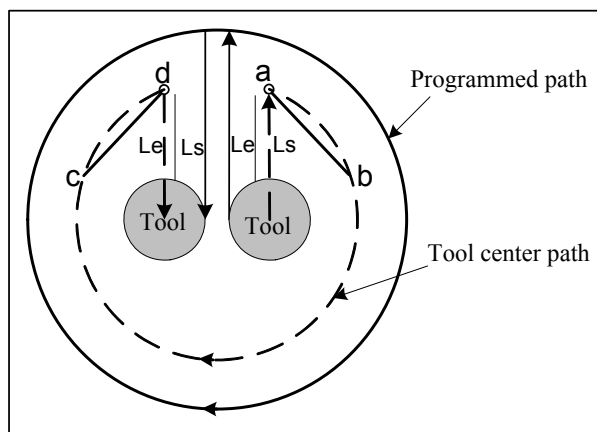 d
a
Programmed path
Le
Ls
Le
Ls
c
b
Tool
Tool
Tool center path